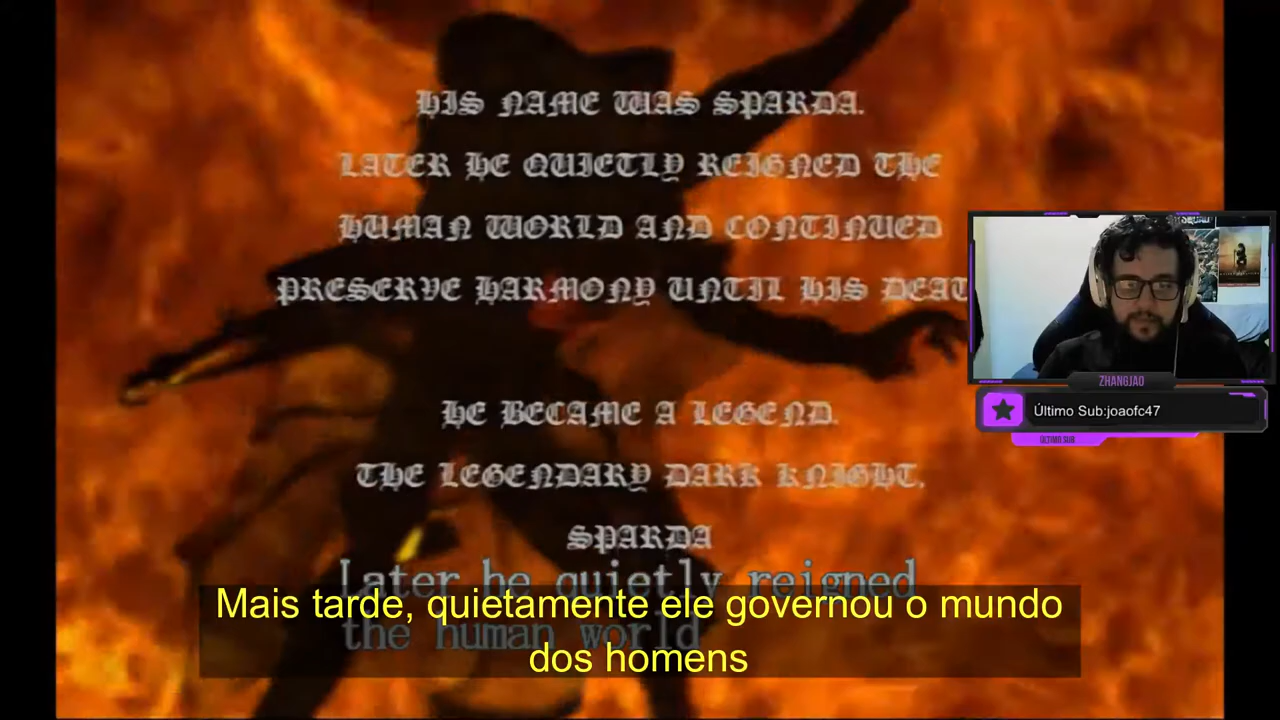 HIS NAME WAS SPARDA.
LATER HE QUIETLY REIGNED THE
HUMAN WORLD AND CONTINUED
PRESERVE HARMONY UNTIL HIS DEAT
HE BECAME A LEGEND.
THE LEGENDARY DARK KNIGHT,
SPARDA
Later he quietly reigned
the human world
Mais tarde, quietamente ele governou o mundo
dos homens
ZHANGJAO
Último Sub:joaofc47
ÚLTIMO SUB